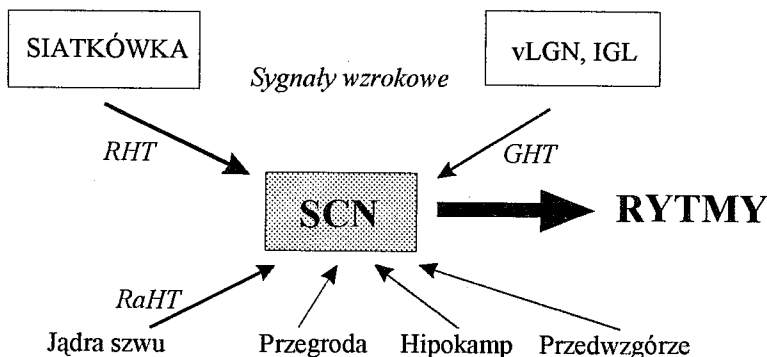 SIATKÓWKA
vLGN, IGL
Sygnały wzrokowe
RHT
GHT
SCN
RYTMY
RaHT
Jądra szwu
Przegroda
Hipokamp
Przedwzgórze